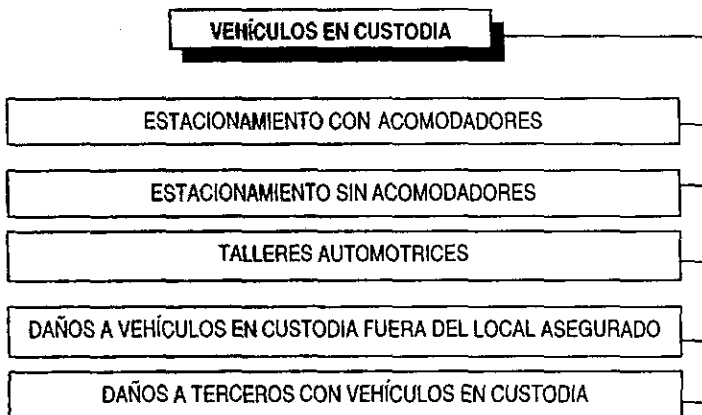 VEHÍCULOS EN CUSTODIA
ESTACIONAMIENTO CON ACOMODADORES
ESTACIONAMIENTO SIN ACOMODADORES
TALLERES AUTOMOTRICES
DAÑOS A VEHÍCULOS EN CUSTODIA FUERA DEL LOCAL ASEGURADO
DAÑOS A TERCEROS CON VEHÍCULOS EN CUSTODIA